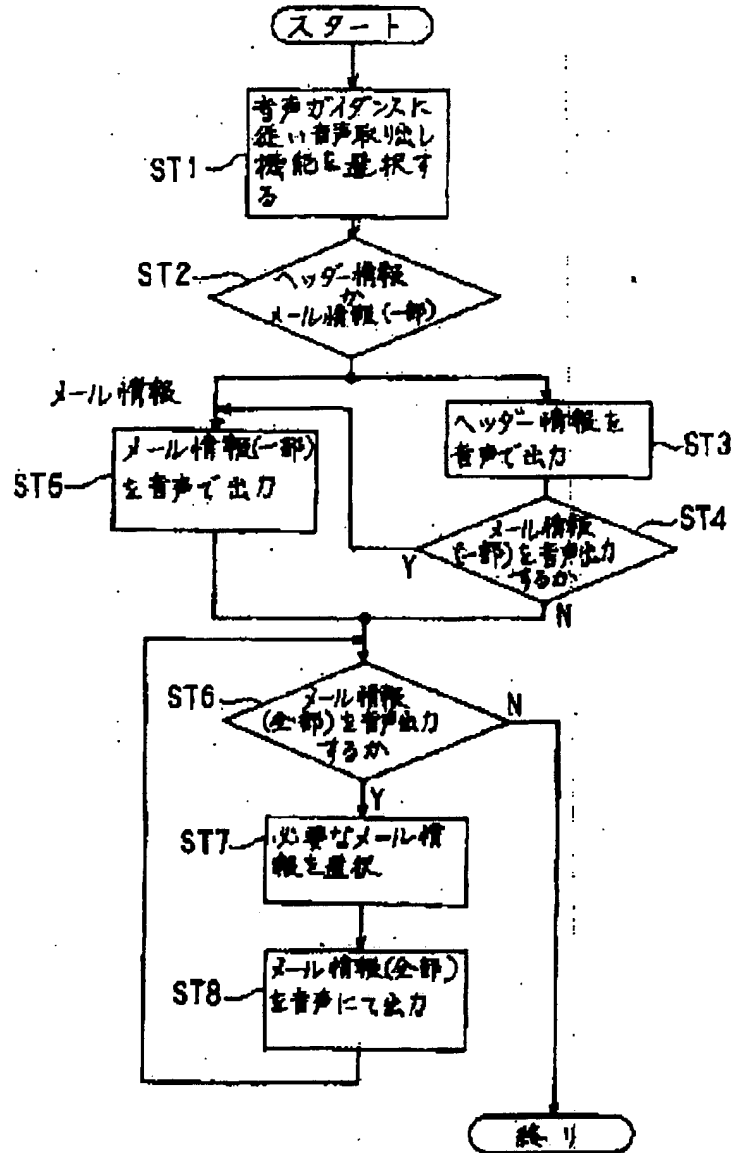 スタート
音声ガイダンスに
従い音声取り出し
機能を選択す
る
ST1
ST2
ヘッダー情報
か
メール情報(一部)
メール情報
メール情報(一部)
を音声で出力
ST5
ヘッダー情報を
音声で出力
ST3
ST4
メール情報
(一部)を音声出力
するか
Y
N
ST6
メール情報
(全部)を音声出力
するか
N
Y
ST7
必要なメール情
報を選択
ST8
メール情報(全部)
を音声にて出力
終り